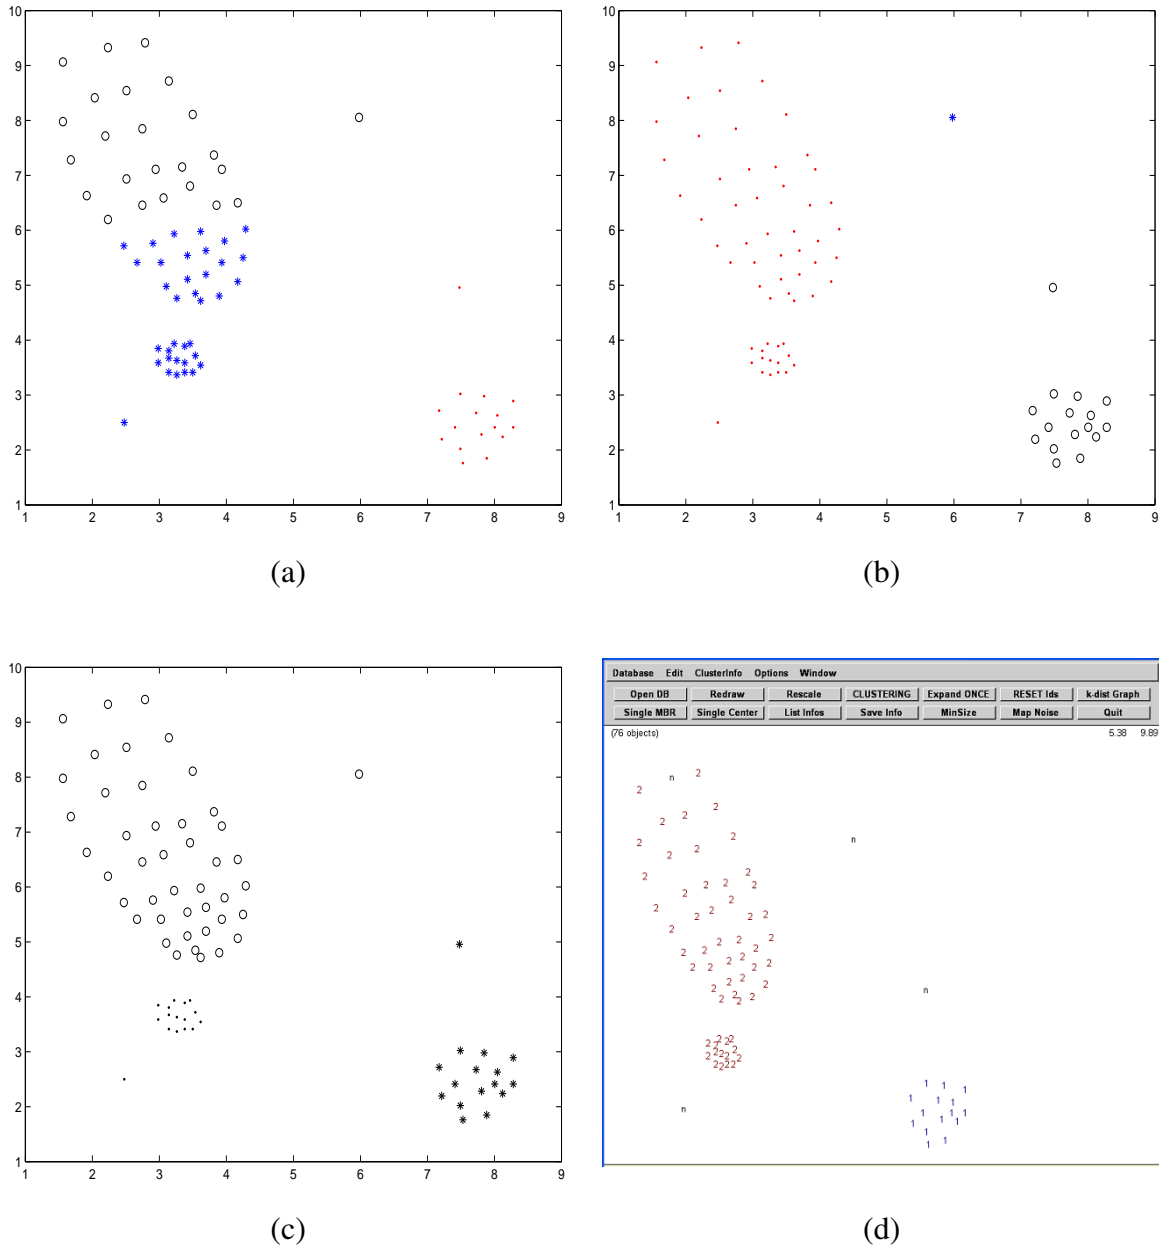 10
9
8
7
6
5
4
3
2
1
1 2 3 4 5 6 7 8 9
(a)
10
9
8
7
6
5
4
3
2
1
1 2 3 4 5 6 7 8 9
(b)
10
9
8
7
6
5
4
3
2
1
1 2 3 4 5 6 7 8 9
(c)
Database Edit ClusterInfo Options Window
Open DB Redraw Rescale CLUSTERING Expand ONCE RESET Ids k-dist Graph
Single MBR Single Center List Infos Save Info MinSize Map Noise Quit
(76 objects) 5.38 9.89
(d)